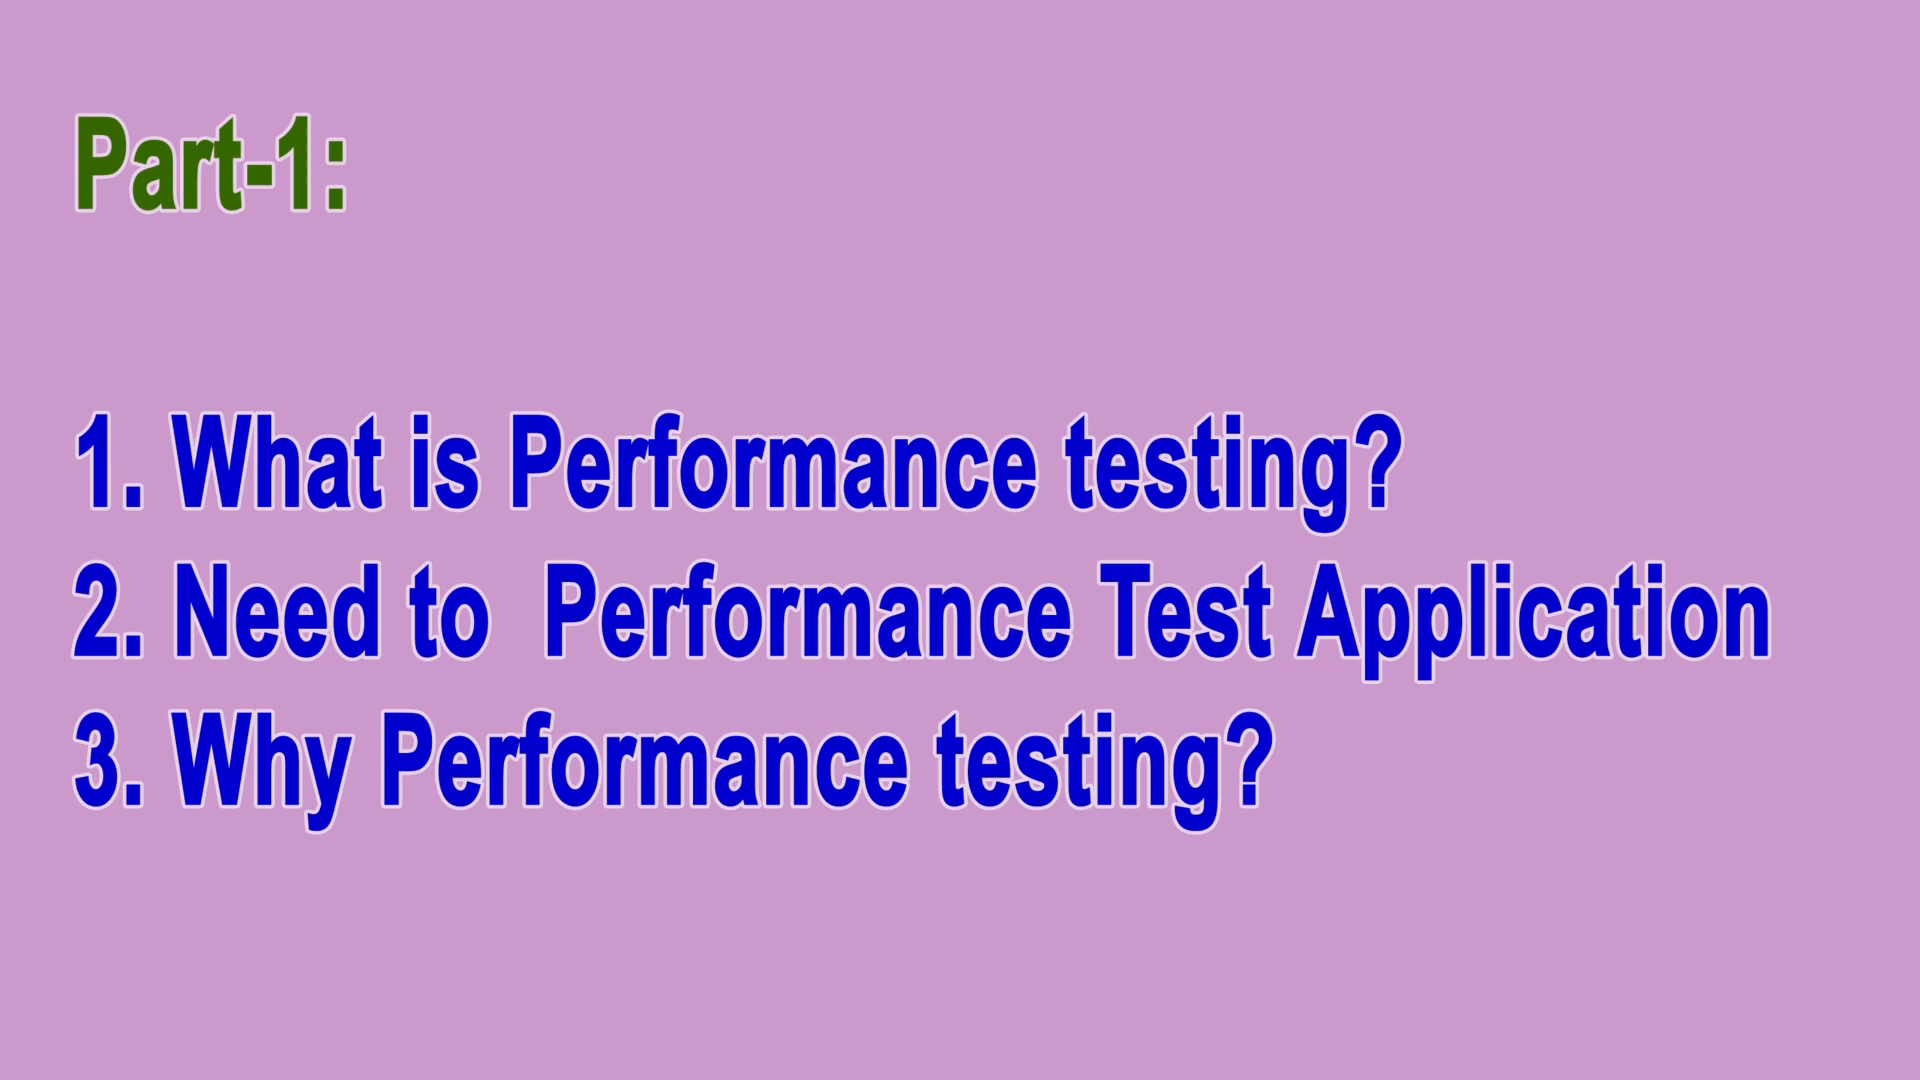 Part-1:
1. What is Performance testing?
2. Need to  Performance Test Application
3. Why Performance testing?